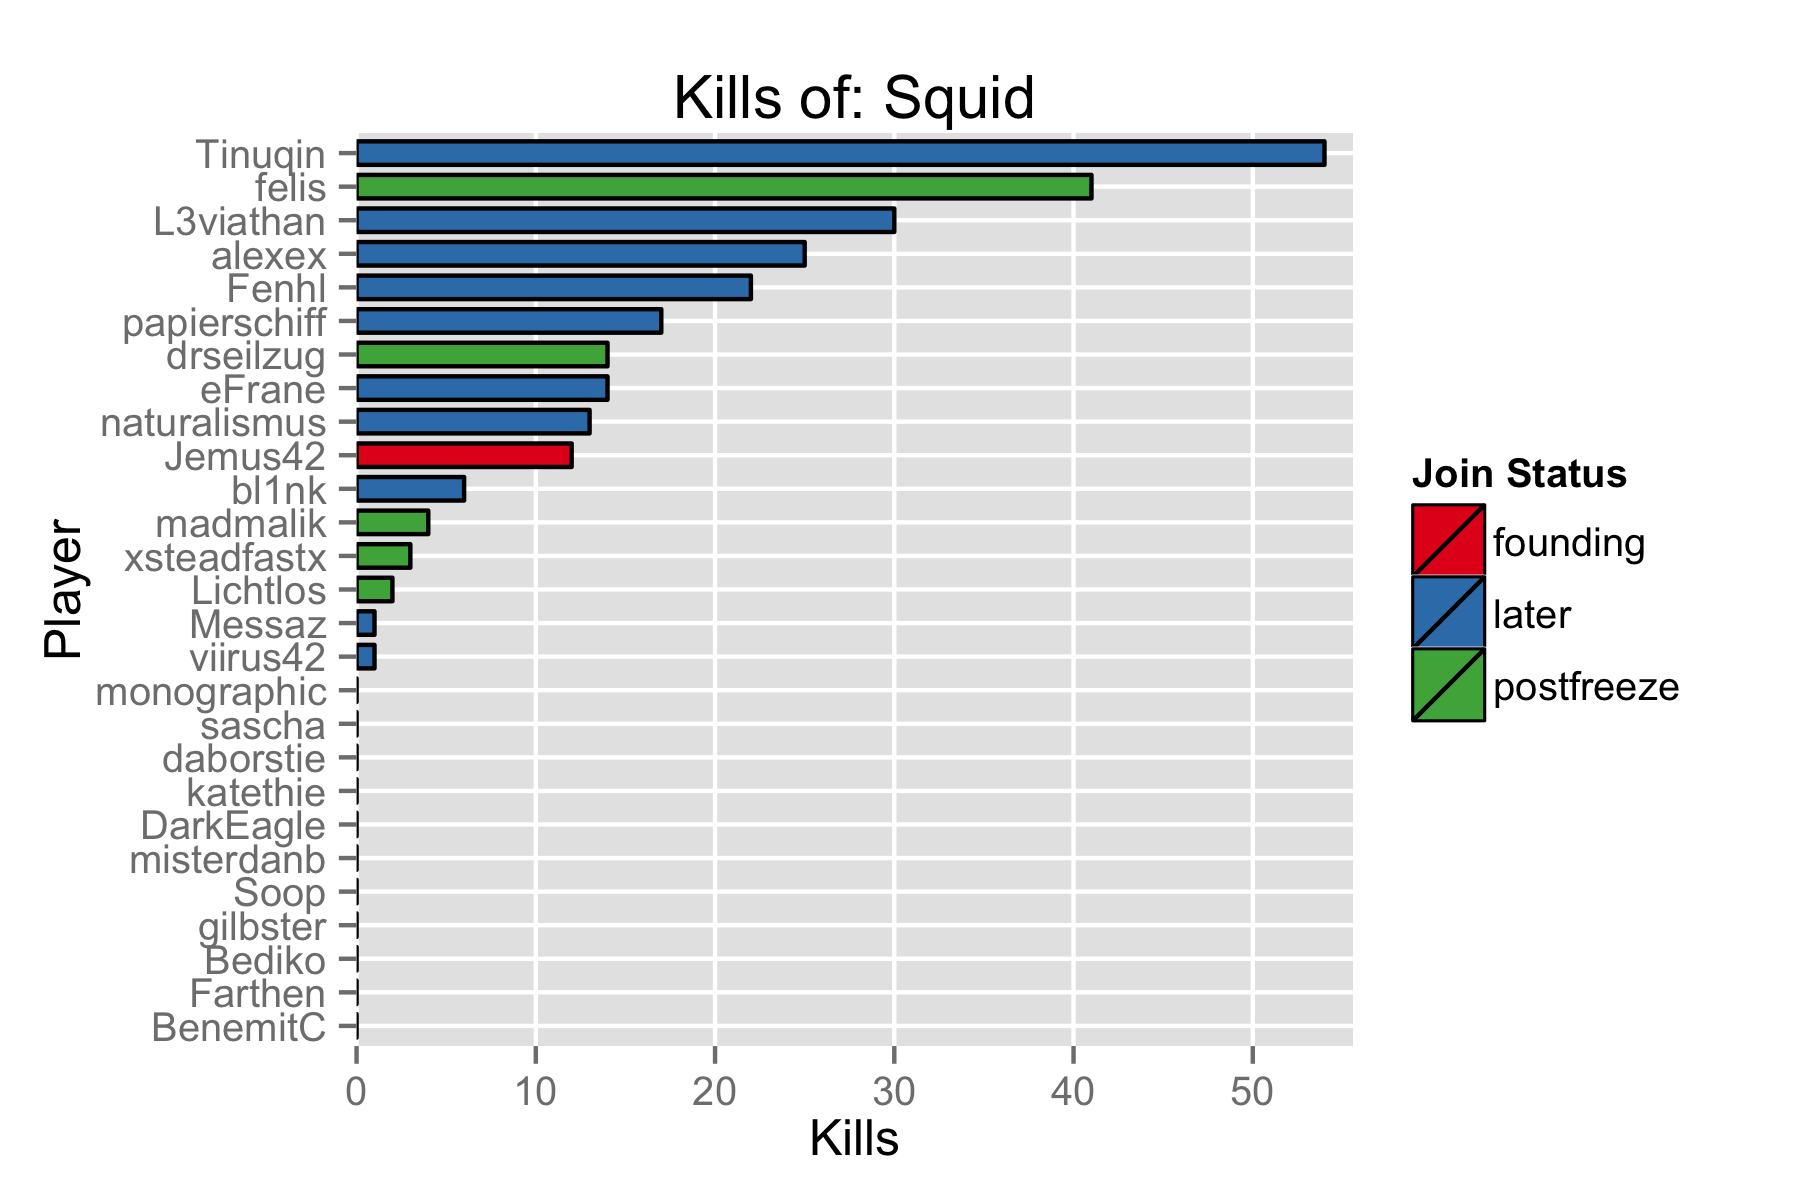 Kills of: Squid
Tinuqin
felis
L3viathan
alexex
Fenhl
papierschiff
drseilzug
eFrane
naturalismus
Jemus42
bl1nk
madmalik
xsteadfastx
Lichtlos
Messaz
viirus42
monographic
sascha
daborstie
katethie
DarkEagle
misterdanb
Soop
gilbster
Bediko
Farthen
BenemitC
Player
0 10 20 30 40 50
Kills
Join Status
founding
later
postfreeze